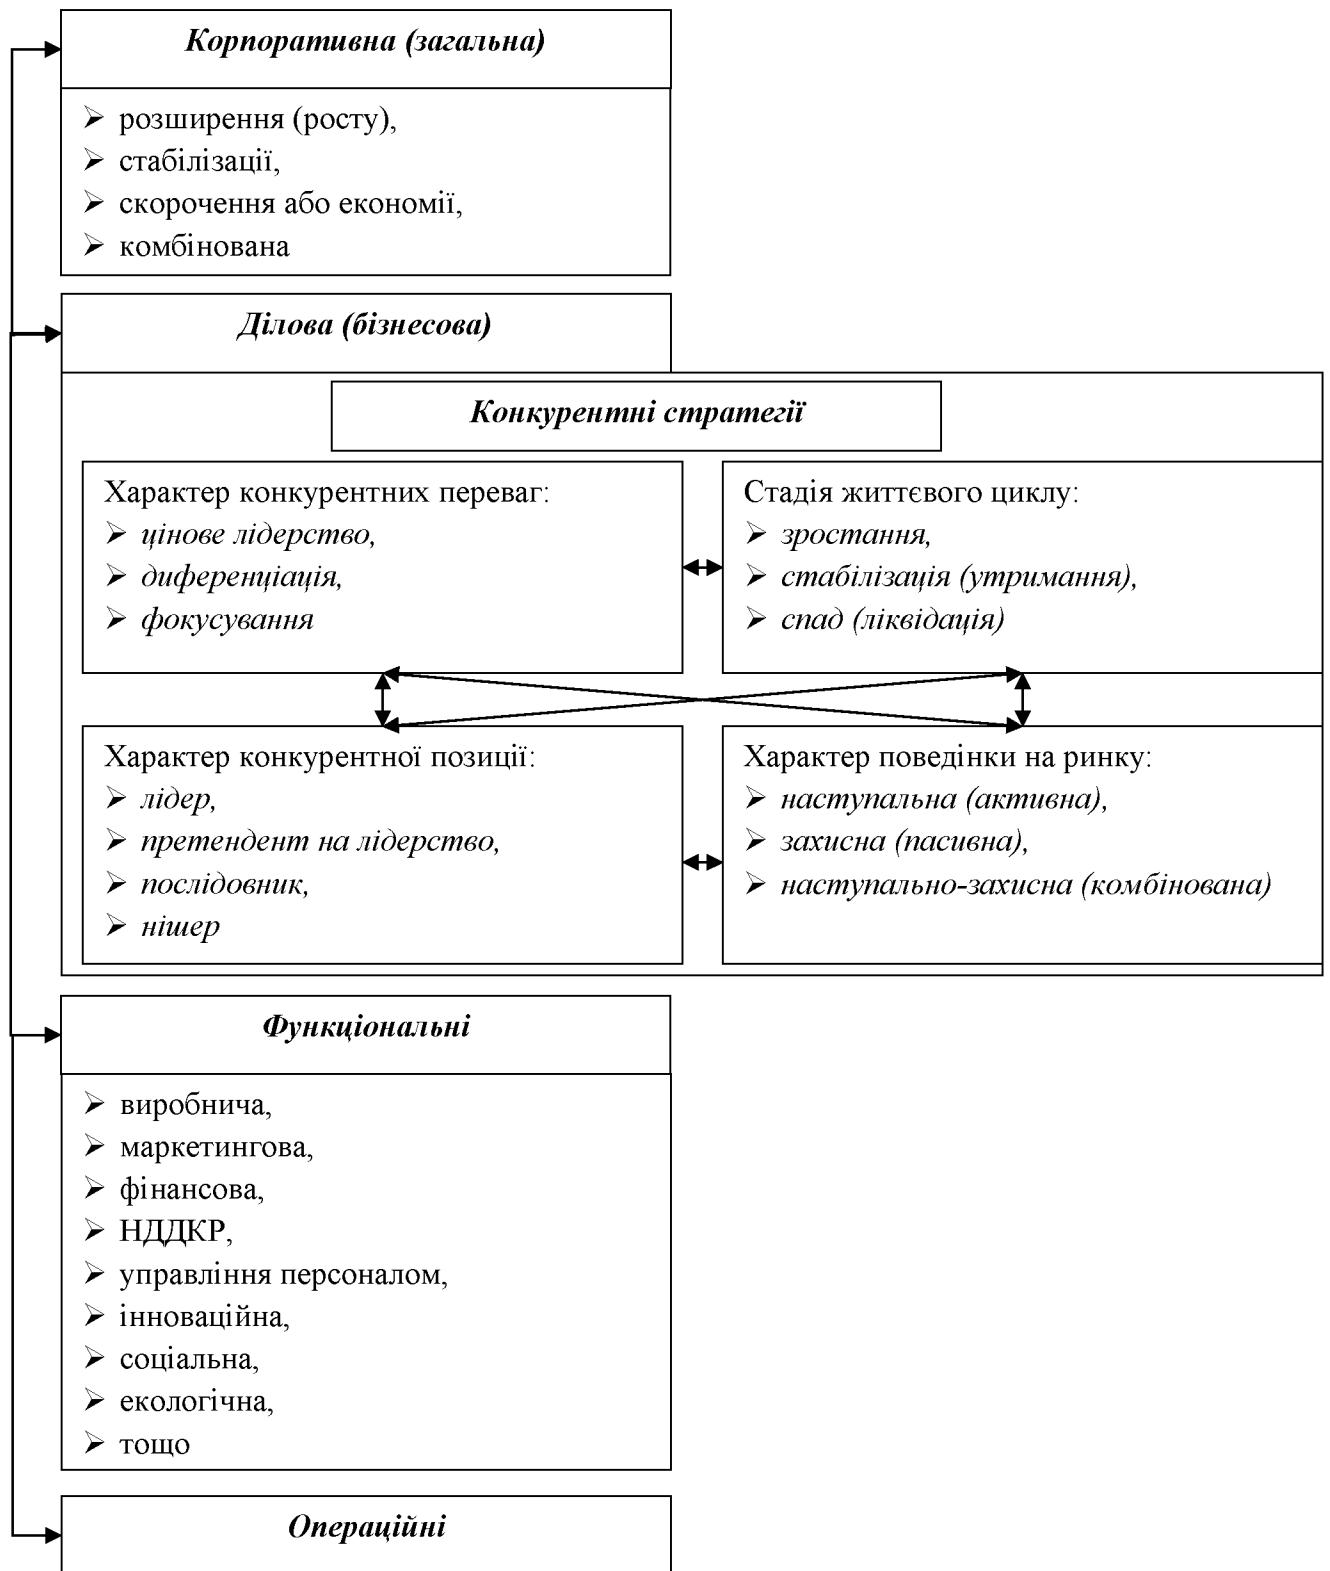 Корпоративна (загальна)
➢ розширення (росту),
➢ стабілізації,
➢ скорочення або економії,
➢ комбінована
Ділова (бізнесова)
Конкурентні стратегії
Характер конкурентних переваг:
➢ цінове лідерство,
➢ диференціація,
➢ фокусування
Стадія життєвого циклу:
➢ зростання,
➢ стабілізація (утримання),
➢ спад (ліквідація)
Характер конкурентної позиції:
➢ лідер,
➢ претендент на лідерство,
➢ послідовник,
➢ нішер
Характер поведінки на ринку:
➢ наступальна (активна),
➢ захисна (пасивна),
➢ наступально-захисна (комбінована)
Функціональні
➢ виробнича,
➢ маркетингова,
➢ фінансова,
➢ НДДКР,
➢ управління персоналом,
➢ інноваційна,
➢ соціальна,
➢ екологічна,
➢ тощо
Операційні